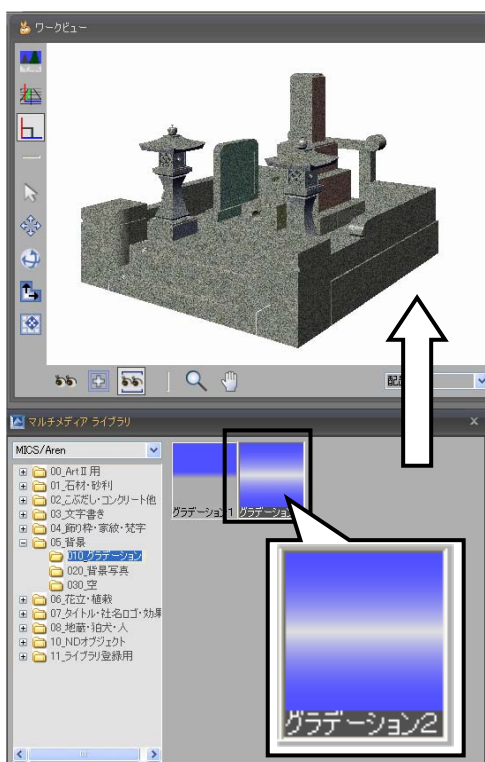 ワークビュー
配
マルチメディア ライブラリ
x
MICS/Aren
00_ArtⅡ用
01_石材・砂利
02_こぶだし・コンクリート他
03_文字書き
04_飾り枠・家紋・梵字
05_背景
010_グラデーション
020_背景写真
030_空
06_花立・植栽
07_タイトル・社名ロゴ・効果
08_地蔵・狛犬・人
10_NDオブジェクト
11_ライブラリ登録用
グラデーション1
グラデーション
グラデーション2